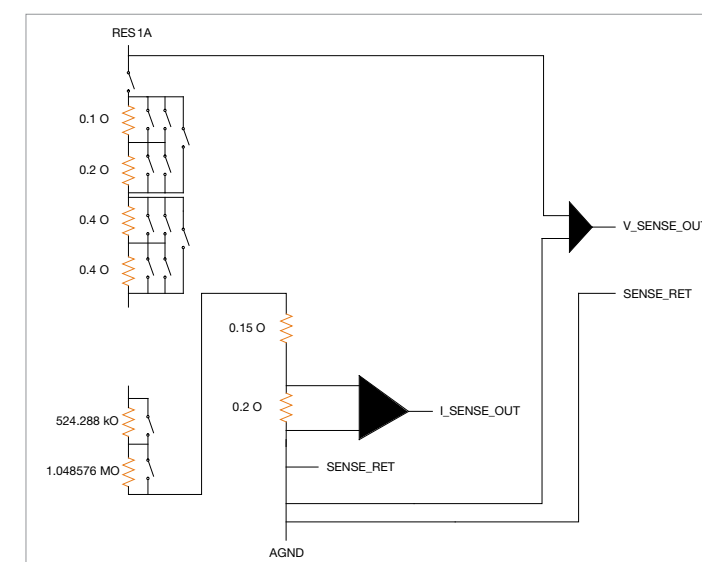 RES1A
0.1 O
0.2 O
0.4 O
0.4 O
V_SENSE_OUT
SENSE_RET
0.15 O
0.2 O
I_SENSE_OUT
524.288 kO
1.048576 MO
SENSE_RET
AGND